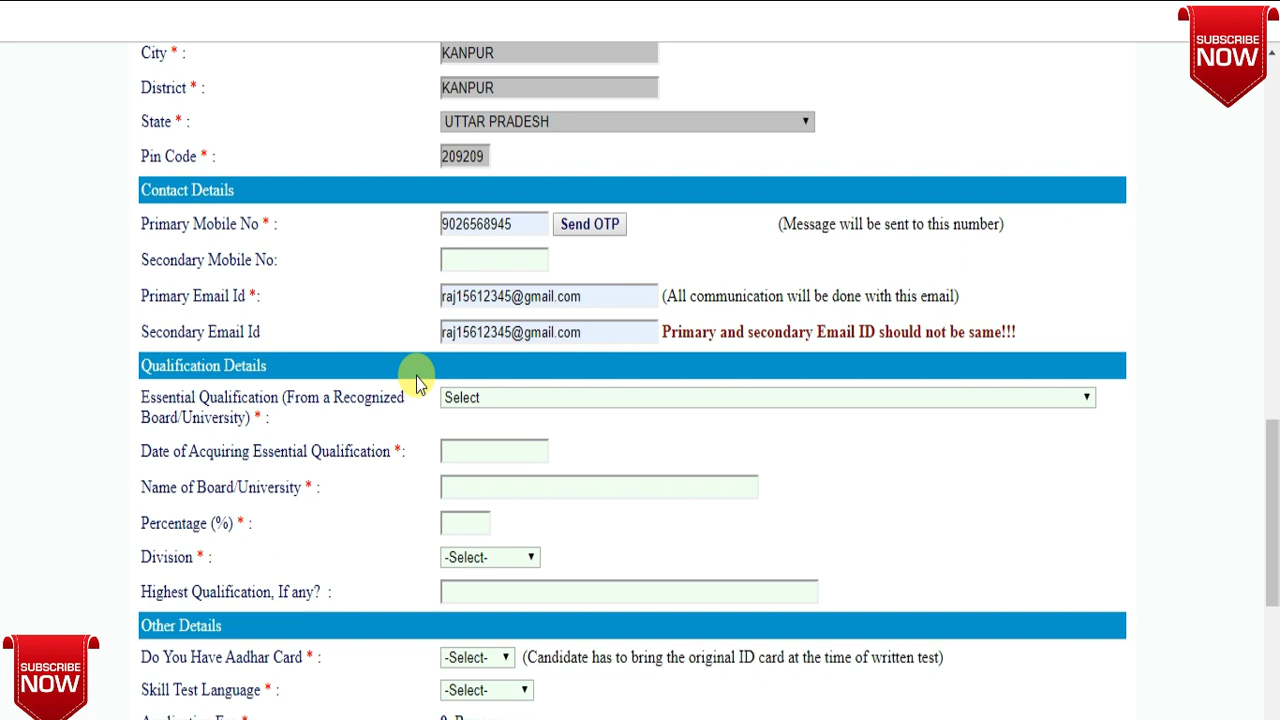 SUBSCRIBE
NOW
City * : KANPUR
District * : KANPUR
State * : UTTAR PRADESH
Pin Code * : 209209
Contact Details
Primary Mobile No * : 9026568945 Send OTP (Message will be sent to this number)
Secondary Mobile No:
Primary Email Id *: raj15612345@gmail.com (All communication will be done with this email)
Secondary Email Id raj15612345@gmail.com Primary and secondary Email ID should not be same!!!
Qualification Details
Essential Qualification (From a Recognized Select
Board/University) * :
Date of Acquiring Essential Qualification *:
Name of Board/University * :
Percentage (%) * :
Division * : -Select-
Highest Qualification, If any? :
Other Details
Do You Have Aadhar Card * : -Select- (Candidate has to bring the original ID card at the time of written test)
Skill Test Language * : -Select-
SUBSCRIBE
NOW